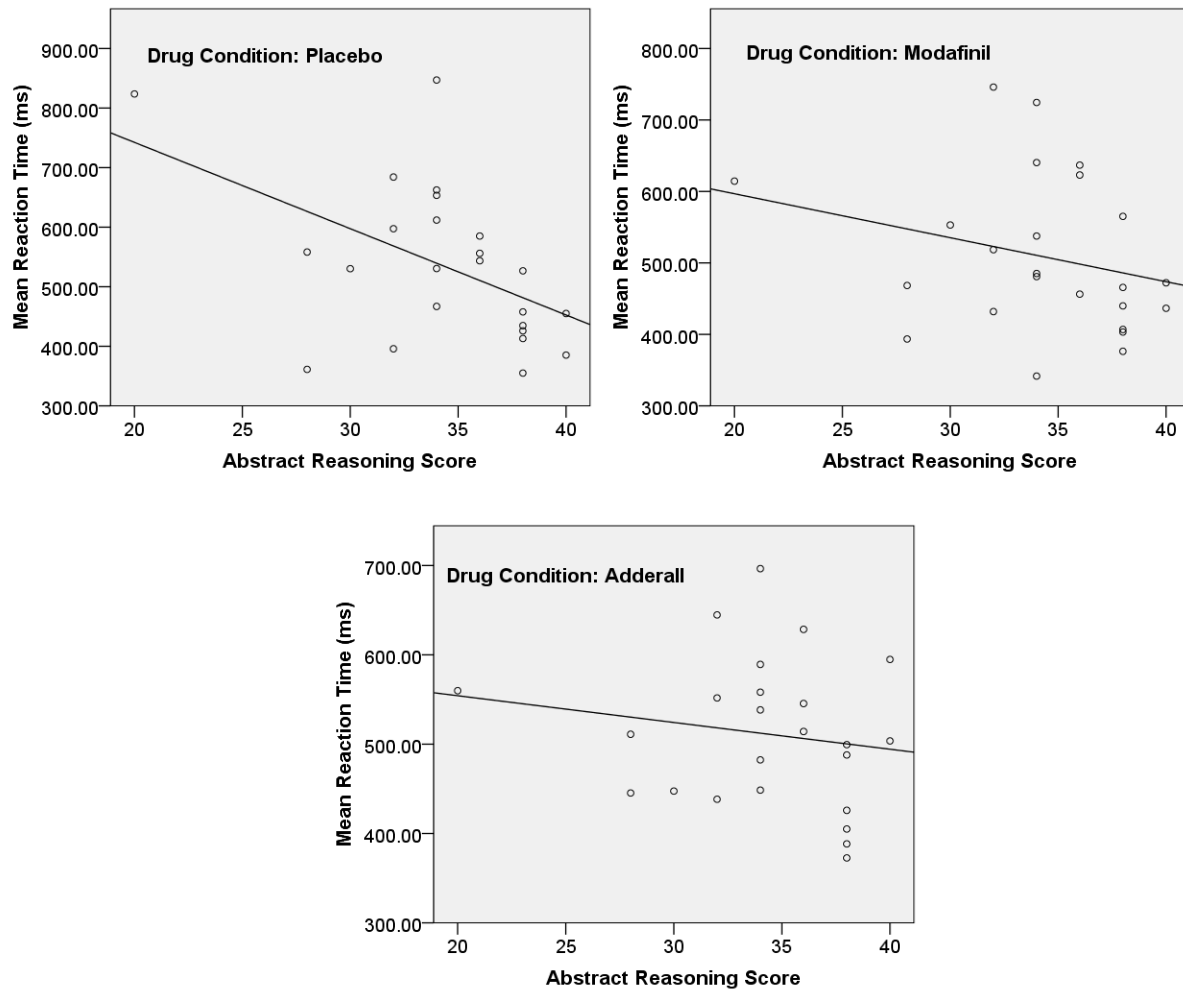 Drug Condition: Placebo
Mean Reaction Time (ms)
900.00
800.00
700.00
600.00
500.00
400.00
300.00
20 25 30 35 40
Abstract Reasoning Score
Drug Condition: Modafinil
Mean Reaction Time (ms)
800.00
700.00
600.00
500.00
400.00
300.00
20 25 30 35 40
Abstract Reasoning Score
Drug Condition: Adderall
Mean Reaction Time (ms)
700.00
600.00
500.00
400.00
300.00
20 25 30 35 40
Abstract Reasoning Score